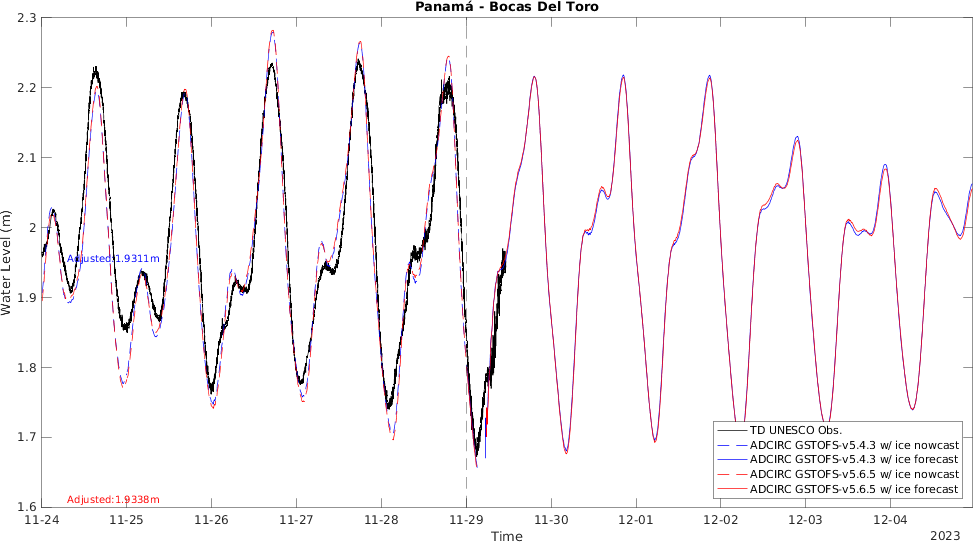 Panamá - Bocas Del Toro
2.3
2.2
2.1
2
1.9
1.8
1.7
1.6
Water Level (m)
Adjusted:1.9311m
Adjusted:1.9338m
TD UNESCO Obs.
ADCIRC GSTOFS-v5.4.3 w/ ice nowcast
ADCIRC GSTOFS-v5.4.3 w/ ice forecast
ADCIRC GSTOFS-v5.6.5 w/ ice nowcast
ADCIRC GSTOFS-v5.6.5 w/ ice forecast
11-24 11-25 11-26 11-27 11-28 11-29 11-30 12-01 12-02 12-03 12-04
Time
2023